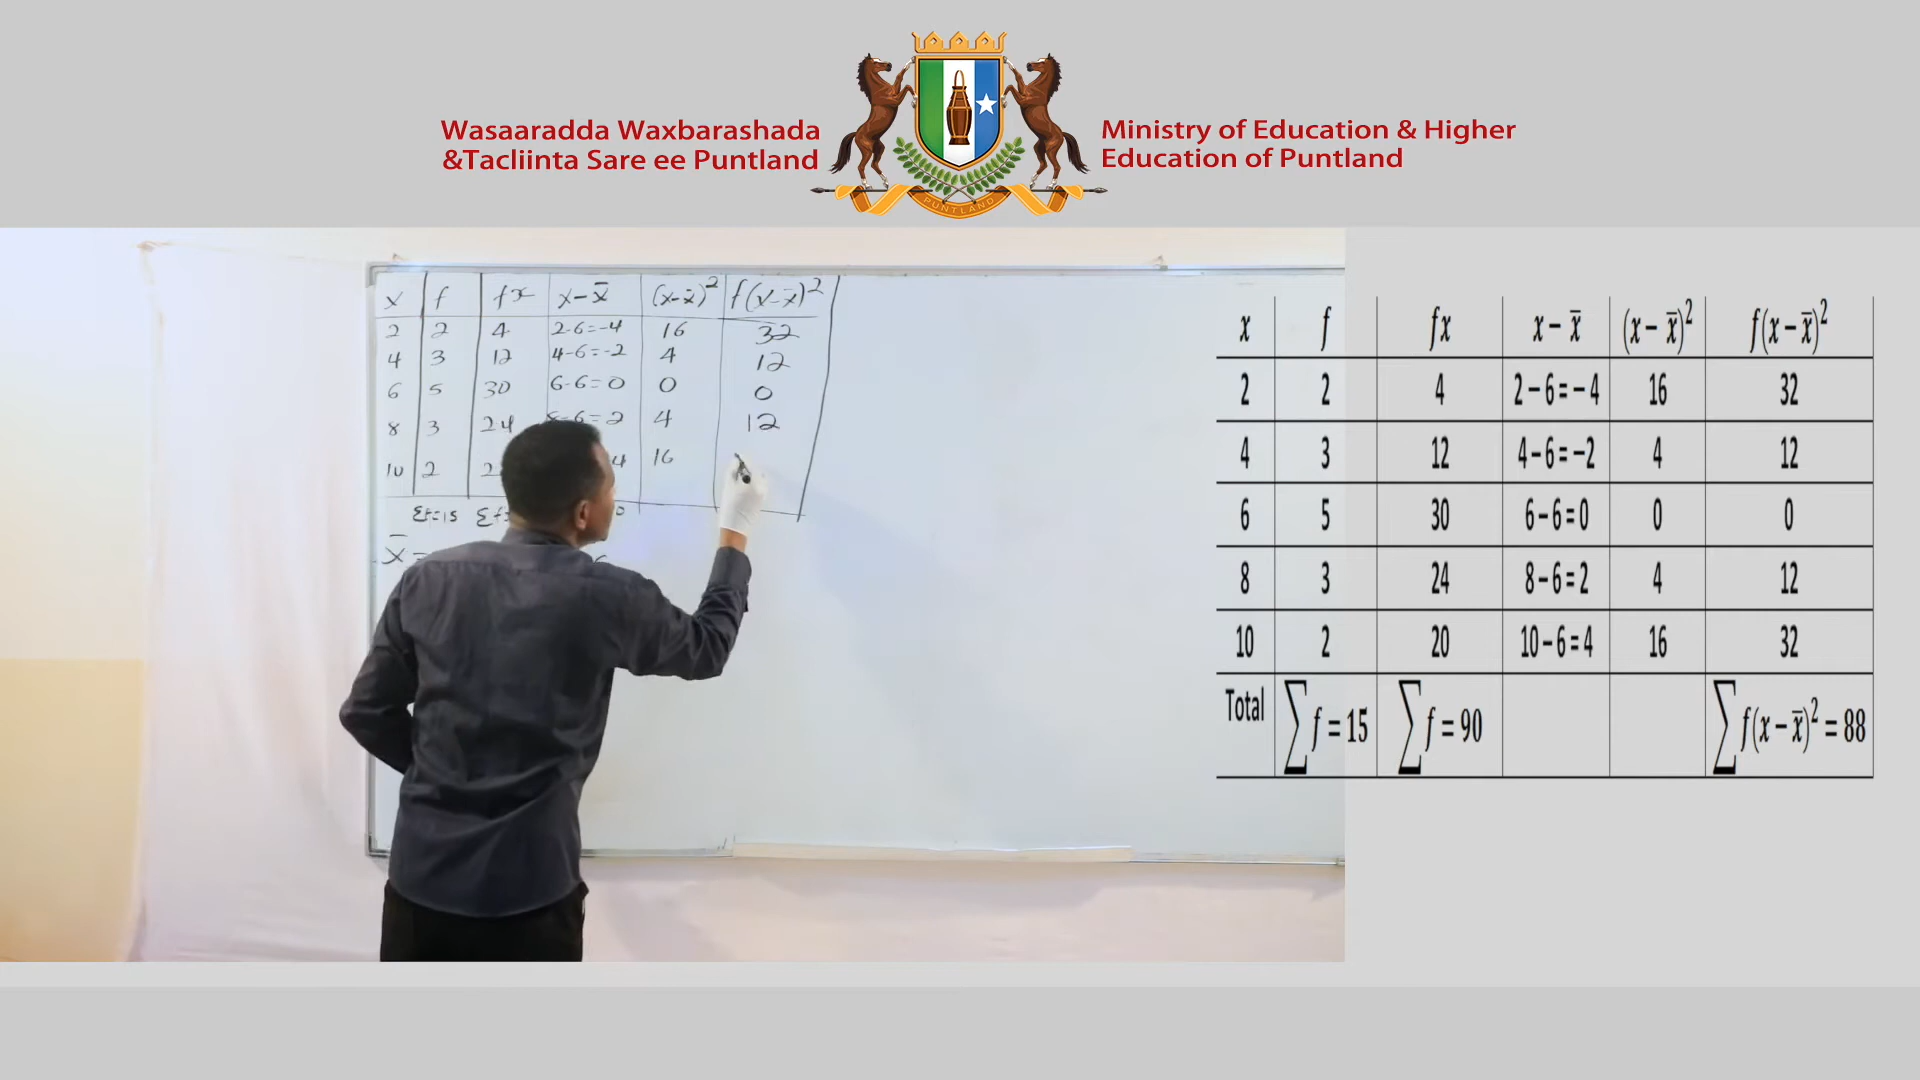 Wasaaradda Waxbarashada
&Tacliinta Sare ee Puntland
PUNTLAND
Ministry of Education & Higher
Education of Puntland
x f fx x-x̄ (x-x̄)² f(x-x̄)²
2 2 4 2-6=-4 16 32
4 3 12 4-6=-2 4 12
6 5 30 6-6=0 0 0
8 3 24 8-6=2 4 12
10 2 4 16
Σf=15
x̄ =
x f fx x-x̄ (x-x̄)² f(x-x̄)²
2 2 4 2-6=-4 16 32
4 3 12 4-6=-2 4 12
6 5 30 6-6=0 0 0
8 3 24 8-6=2 4 12
10 2 20 10-6=4 16 32
Total ∑f=15 ∑f=90 ∑f(x-x̄)²=88